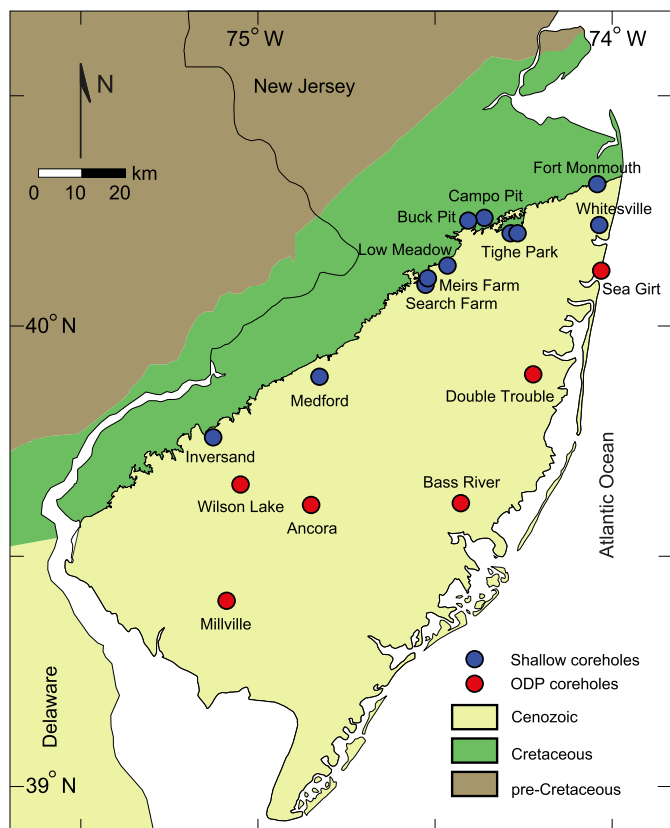 75° W
74° W
New Jersey
N
0 10 20 km
Fort Monmouth
Campo Pit
Whitesville
Buck Pit
Low Meadow
Tighe Park
Meirs Farm
Sea Girt
Search Farm
40° N
Double Trouble
Medford
Inversand
Bass River
Wilson Lake
Ancora
Atlantic Ocean
Millville
Delaware
Shallow coreholes
ODP coreholes
Cenozoic
Cretaceous
39° N
pre-Cretaceous